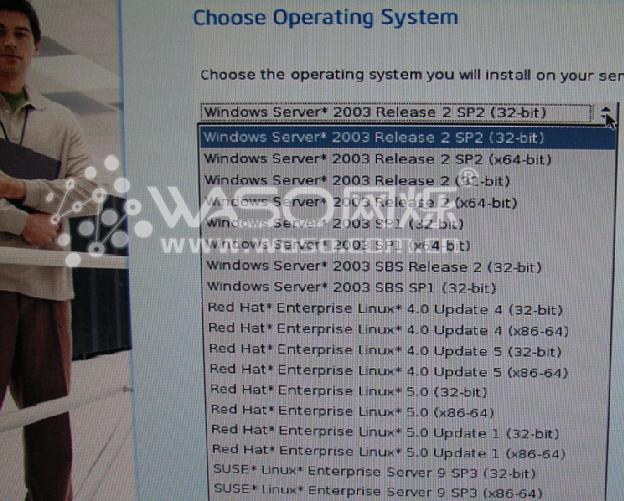 Choose Operating System
Choose the operating system you will install on your ser
Windows Server* 2003 Release 2 SP2 (32-bit)
Windows Server* 2003 Release 2 SP2 (32-bit)
Windows Server* 2003 Release 2 SP2 (x64-bit)
Windows Server* 2003 Release 2 (32-bit)
Windows Server* 2003 Release 2 (x64-bit)
WASO网烁®
Windows Server* 2003 SP1 (32-bit)
Windows Server* 2003 SP1 (x64-bit)
Windows Server* 2003 SBS Release 2 (32-bit)
Windows Server* 2003 SBS SP1 (32-bit)
Red Hat* Enterprise Linux* 4.0 Update 4 (32-bit)
Red Hat* Enterprise Linux* 4.0 Update 4 (x86-64)
Red Hat* Enterprise Linux* 4.0 Update 5 (32-bit)
Red Hat* Enterprise Linux* 4.0 Update 5 (x86-64)
Red Hat* Enterprise Linux* 5.0 (32-bit)
Red Hat* Enterprise Linux* 5.0 (x86-64)
Red Hat* Enterprise Linux* 5.0 Update 1 (32-bit)
Red Hat* Enterprise Linux* 5.0 Update 1 (x86-64)
SUSE* Linux* Enterprise Server 9 SP3 (32-bit)
SUSE* Linux* Enterprise Server 9 SP3 (x86-64)